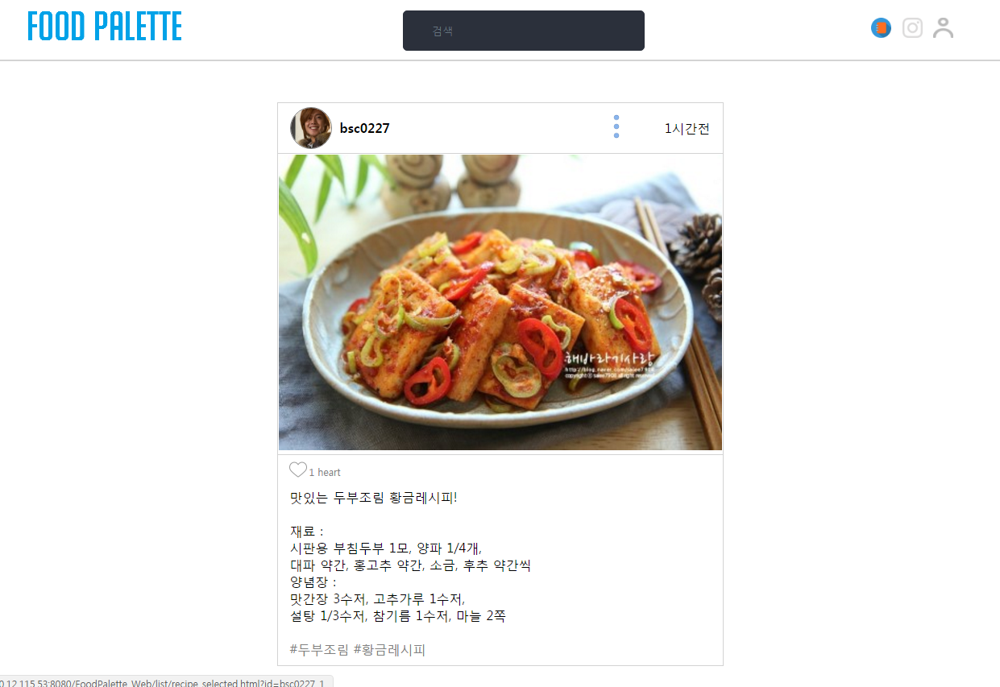 FOOD PALETTE
검색
bsc0227
1시간전
해바라기사랑
1 heart
맛있는 두부조림 황금레시피!
재료 :
시판용 부침두부 1모, 양파 1/4개,
대파 약간, 홍고추 약간, 소금, 후추 약간씩
양념장 :
맛간장 3수저, 고추가루 1수저,
설탕 1/3수저, 참기름 1수저, 마늘 2쪽
#두부조림 #황금레시피
0.12.115.53:8080/FoodPalette_Web/list/recipe_selected.html?id=bsc0227_1